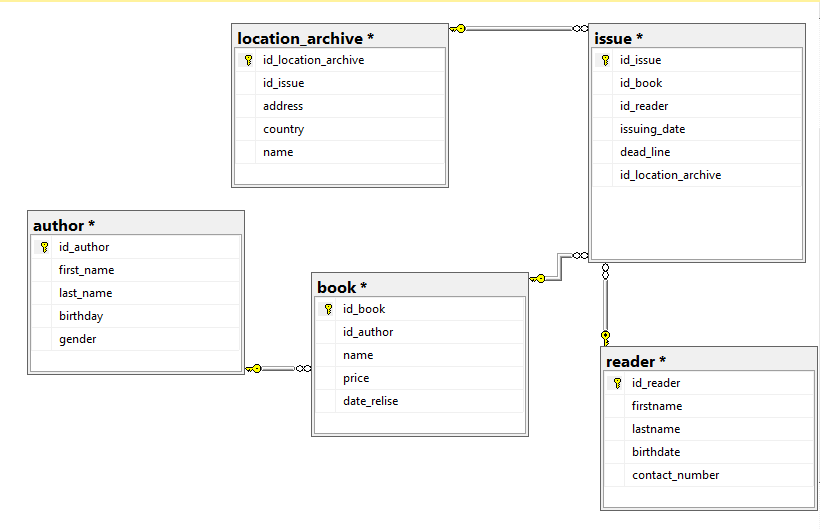 location_archive *
id_location_archive
id_issue
address
country
name
issue *
id_issue
id_book
id_reader
issuing_date
dead_line
id_location_archive
author *
id_author
first_name
last_name
birthday
gender
book *
id_book
id_author
name
price
date_relise
reader *
id_reader
firstname
lastname
birthdate
contact_number